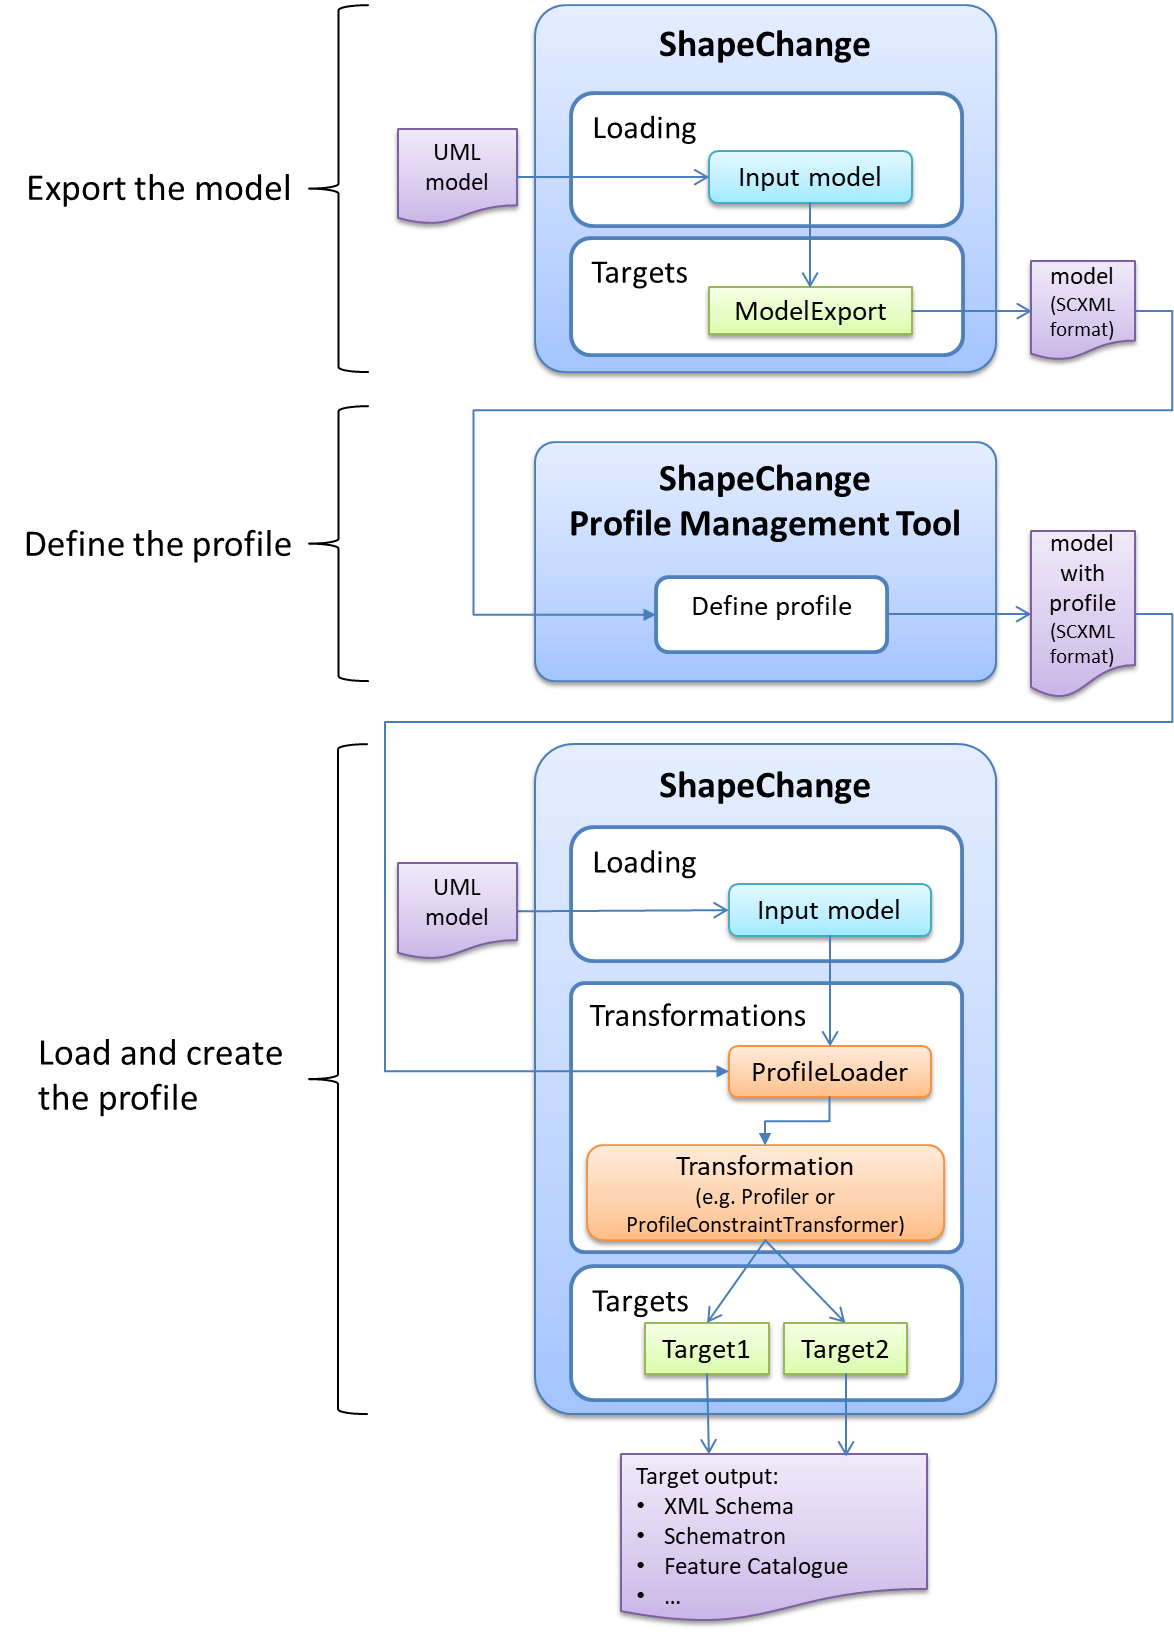 ShapeChange
Loading
UML
model
Input model
Export the model
Targets
ModelExport
model
(SCXML
format)
ShapeChange
Profile Management Tool
Define the profile
Define profile
model
with
profile
(SCXML
format)
ShapeChange
Loading
UML
model
Input model
Transformations
Load and create
the profile
ProfileLoader
Transformation
(e.g. Profiler or
ProfileConstraintTransformer)
Targets
Target1
Target2
Target output:
• XML Schema
• Schematron
• Feature Catalogue
• ...